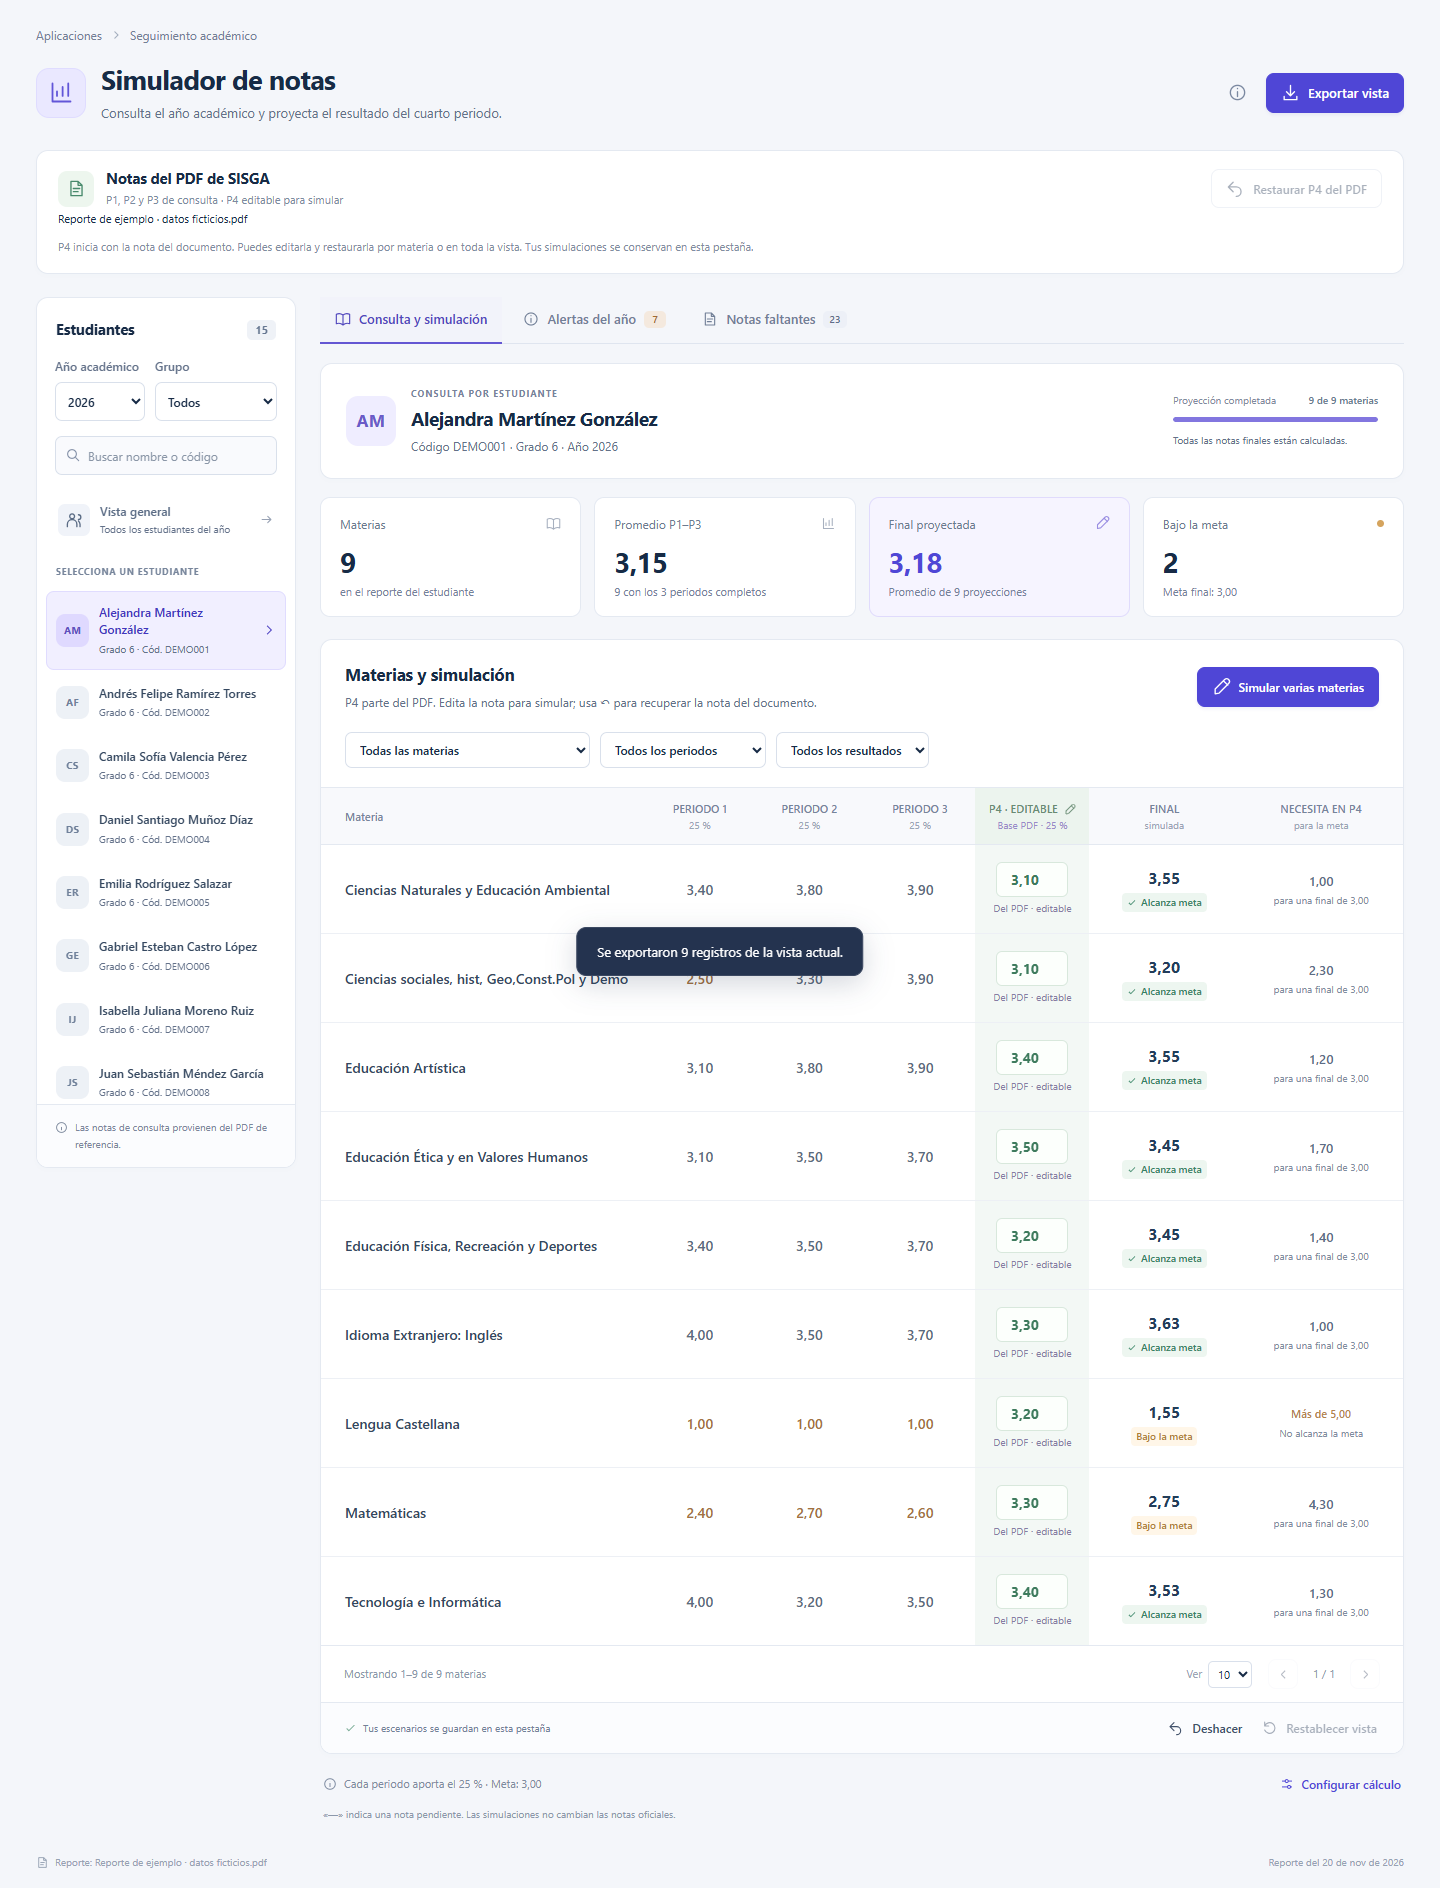 Aplicaciones > Seguimiento académico
Simulador de notas
Consulta el año académico y proyecta el resultado del cuarto periodo.
Exportar vista
Notas del PDF de SISGA
P1, P2 y P3 de consulta · P4 editable para simular
Reporte de ejemplo · datos ficticios.pdf
Restaurar P4 del PDF
P4 inicia con la nota del documento. Puedes editarla y restaurarla por materia o en toda la vista. Tus simulaciones se conservan en esta pestaña.
Estudiantes 15
Año académico Grupo
2026 Todos
Buscar nombre o código
Vista general
Todos los estudiantes del año
SELECCIONA UN ESTUDIANTE
AM Alejandra Martínez González
Grado 6 · Cód. DEMO001
AF Andrés Felipe Ramírez Torres
Grado 6 · Cód. DEMO002
CS Camila Sofía Valencia Pérez
Grado 6 · Cód. DEMO003
DS Daniel Santiago Muñoz Díaz
Grado 6 · Cód. DEMO004
ER Emilia Rodríguez Salazar
Grado 6 · Cód. DEMO005
GE Gabriel Esteban Castro López
Grado 6 · Cód. DEMO006
IJ Isabella Juliana Moreno Ruiz
Grado 6 · Cód. DEMO007
JS Juan Sebastián Méndez García
Grado 6 · Cód. DEMO008
Las notas de consulta provienen del PDF de
referencia.
Consulta y simulación Alertas del año 7 Notas faltantes 23
CONSULTA POR ESTUDIANTE
AM Alejandra Martínez González
Código DEMO001 · Grado 6 · Año 2026
Proyección completada 9 de 9 materias
Todas las notas finales están calculadas.
Materias
9
en el reporte del estudiante
Promedio P1–P3
3,15
9 con los 3 periodos completos
Final proyectada
3,18
Promedio de 9 proyecciones
Bajo la meta
2
Meta final: 3,00
Materias y simulación
P4 parte del PDF. Edita la nota para simular; usa ↶ para recuperar la nota del documento.
Simular varias materias
Todas las materias Todos los periodos Todos los resultados
Materia PERIODO 1 PERIODO 2 PERIODO 3 P4 · EDITABLE FINAL NECESITA EN P4
25 % 25 % 25 % Base PDF · 25 % simulada para la meta
Ciencias Naturales y Educación Ambiental 3,40 3,80 3,90 3,10 3,55 1,00
Del PDF · editable Alcanza meta para una final de 3,00
Se exportaron 9 registros de la vista actual.
Ciencias sociales, hist, Geo,Const.Pol y Demo 2,50 3,30 3,90 3,10 3,20 2,30
Del PDF · editable Alcanza meta para una final de 3,00
Educación Artística 3,10 3,80 3,90 3,40 3,55 1,20
Del PDF · editable Alcanza meta para una final de 3,00
Educación Ética y en Valores Humanos 3,10 3,50 3,70 3,50 3,45 1,70
Del PDF · editable Alcanza meta para una final de 3,00
Educación Física, Recreación y Deportes 3,40 3,50 3,70 3,20 3,45 1,40
Del PDF · editable Alcanza meta para una final de 3,00
Idioma Extranjero: Inglés 4,00 3,50 3,70 3,30 3,63 1,00
Del PDF · editable Alcanza meta para una final de 3,00
Lengua Castellana 1,00 1,00 1,00 3,20 1,55 Más de 5,00
Del PDF · editable Bajo la meta No alcanza la meta
Matemáticas 2,40 2,70 2,60 3,30 2,75 4,30
Del PDF · editable Bajo la meta para una final de 3,00
Tecnología e Informática 4,00 3,20 3,50 3,40 3,53 1,30
Del PDF · editable Alcanza meta para una final de 3,00
Mostrando 1–9 de 9 materias Ver 10 1 / 1
Tus escenarios se guardan en esta pestaña Deshacer Restablecer vista
Cada periodo aporta el 25 % · Meta: 3,00 Configurar cálculo
«—» indica una nota pendiente. Las simulaciones no cambian las notas oficiales.
Reporte: Reporte de ejemplo · datos ficticios.pdf Reporte del 20 de nov de 2026